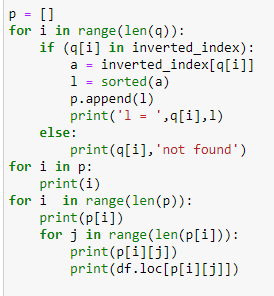 p = []
for i in range(len(q)):
    if (q[i] in inverted_index):
        a = inverted_index[q[i]]
        l = sorted(a)
        p.append(l)
        print('l = ',q[i],l)
    else:
        print(q[i],'not found')
for i in p:
    print(i)
for i  in range(len(p)):
    print(p[i])
    for j in range(len(p[i])):
        print(p[i][j])
        print(df.loc[p[i][j]])